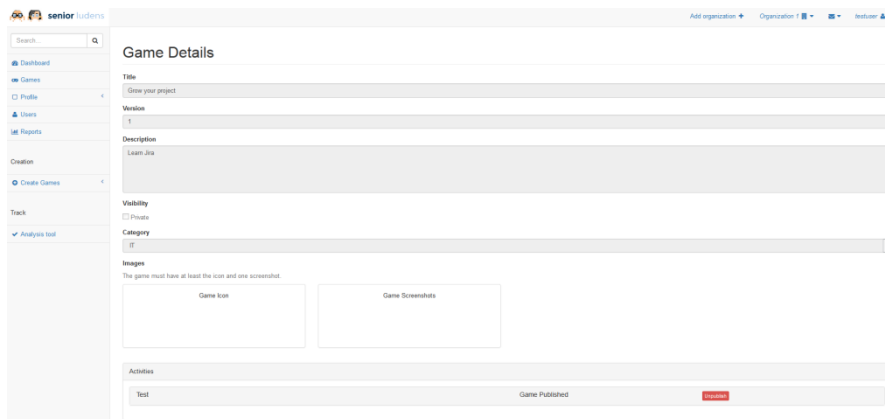 senior ludens
Add organization
Organization 1
testuser
Search...
Dashboard
Games
Profile
Users
Reports
Creation
Create Games
Track
Analysis tool
Game Details
Title
Grow your project
Version
1
Description
Learn Jira
Visibility
Private
Category
IT
Images
The game must have at least the icon and one screenshot.
Game Icon
Game Screenshots
Activities
Test
Game Published
Unpublish